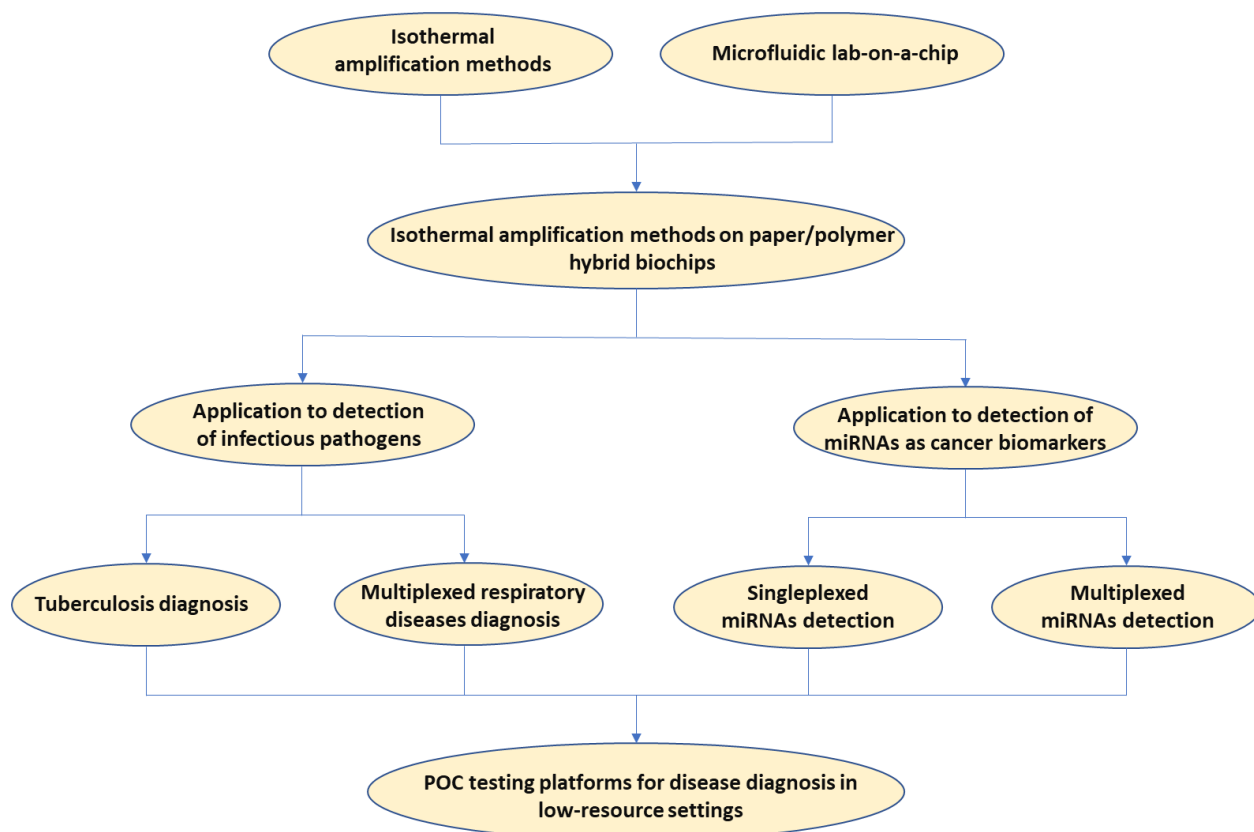 Isothermal
amplification methods
Microfluidic lab-on-a-chip
Isothermal amplification methods on paper/polymer
hybrid biochips
Application to detection
of infectious pathogens
Application to detection of
miRNAs as cancer biomarkers
Tuberculosis diagnosis
Multiplexed respiratory
diseases diagnosis
Singleplexed
miRNAs detection
Multiplexed
miRNAs detection
POC testing platforms for disease diagnosis in
low-resource settings